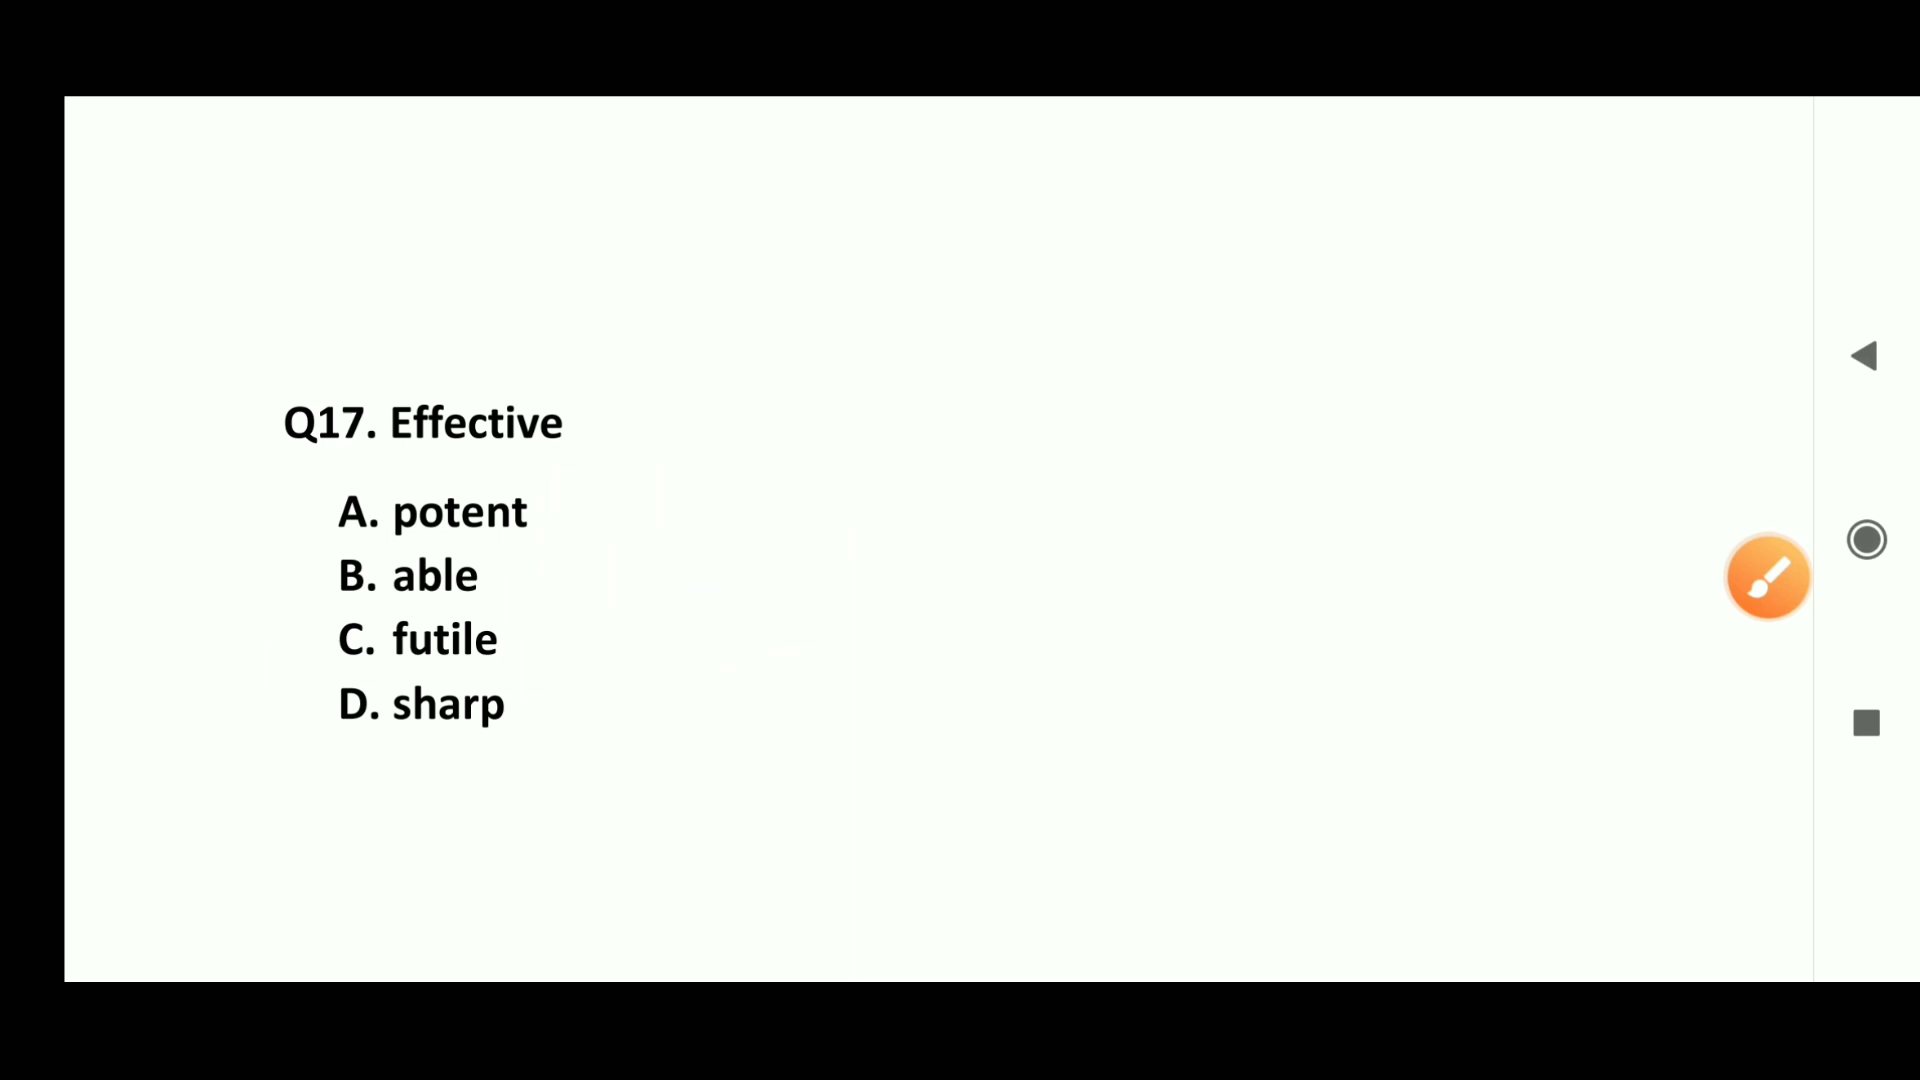 Q17. Effective
A. potent
B. able
C. futile
D. sharp